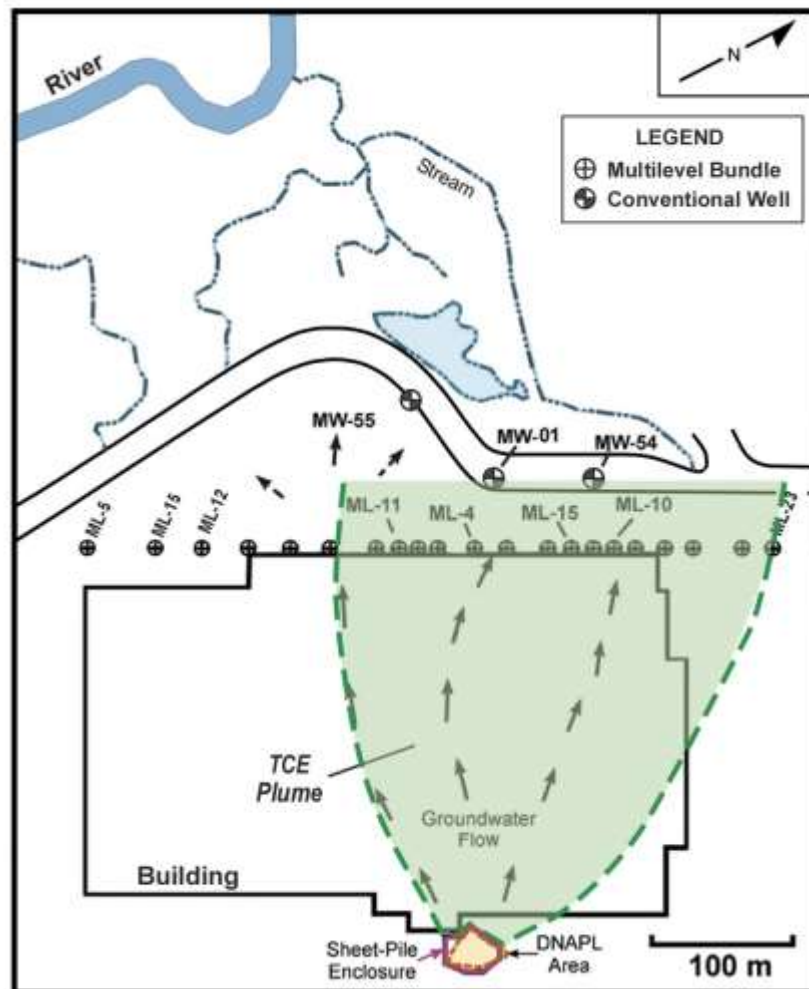 River
N
LEGEND
Multilevel Bundle
Conventional Well
Stream
MW-55
MW-01
MW-54
ML-5
ML-15
ML-12
ML-11
ML-4
ML-15
ML-10
ML-23
TCE
Plume
Groundwater
Flow
Building
Sheet-Pile
Enclosure
DNAPL
Area
100 m